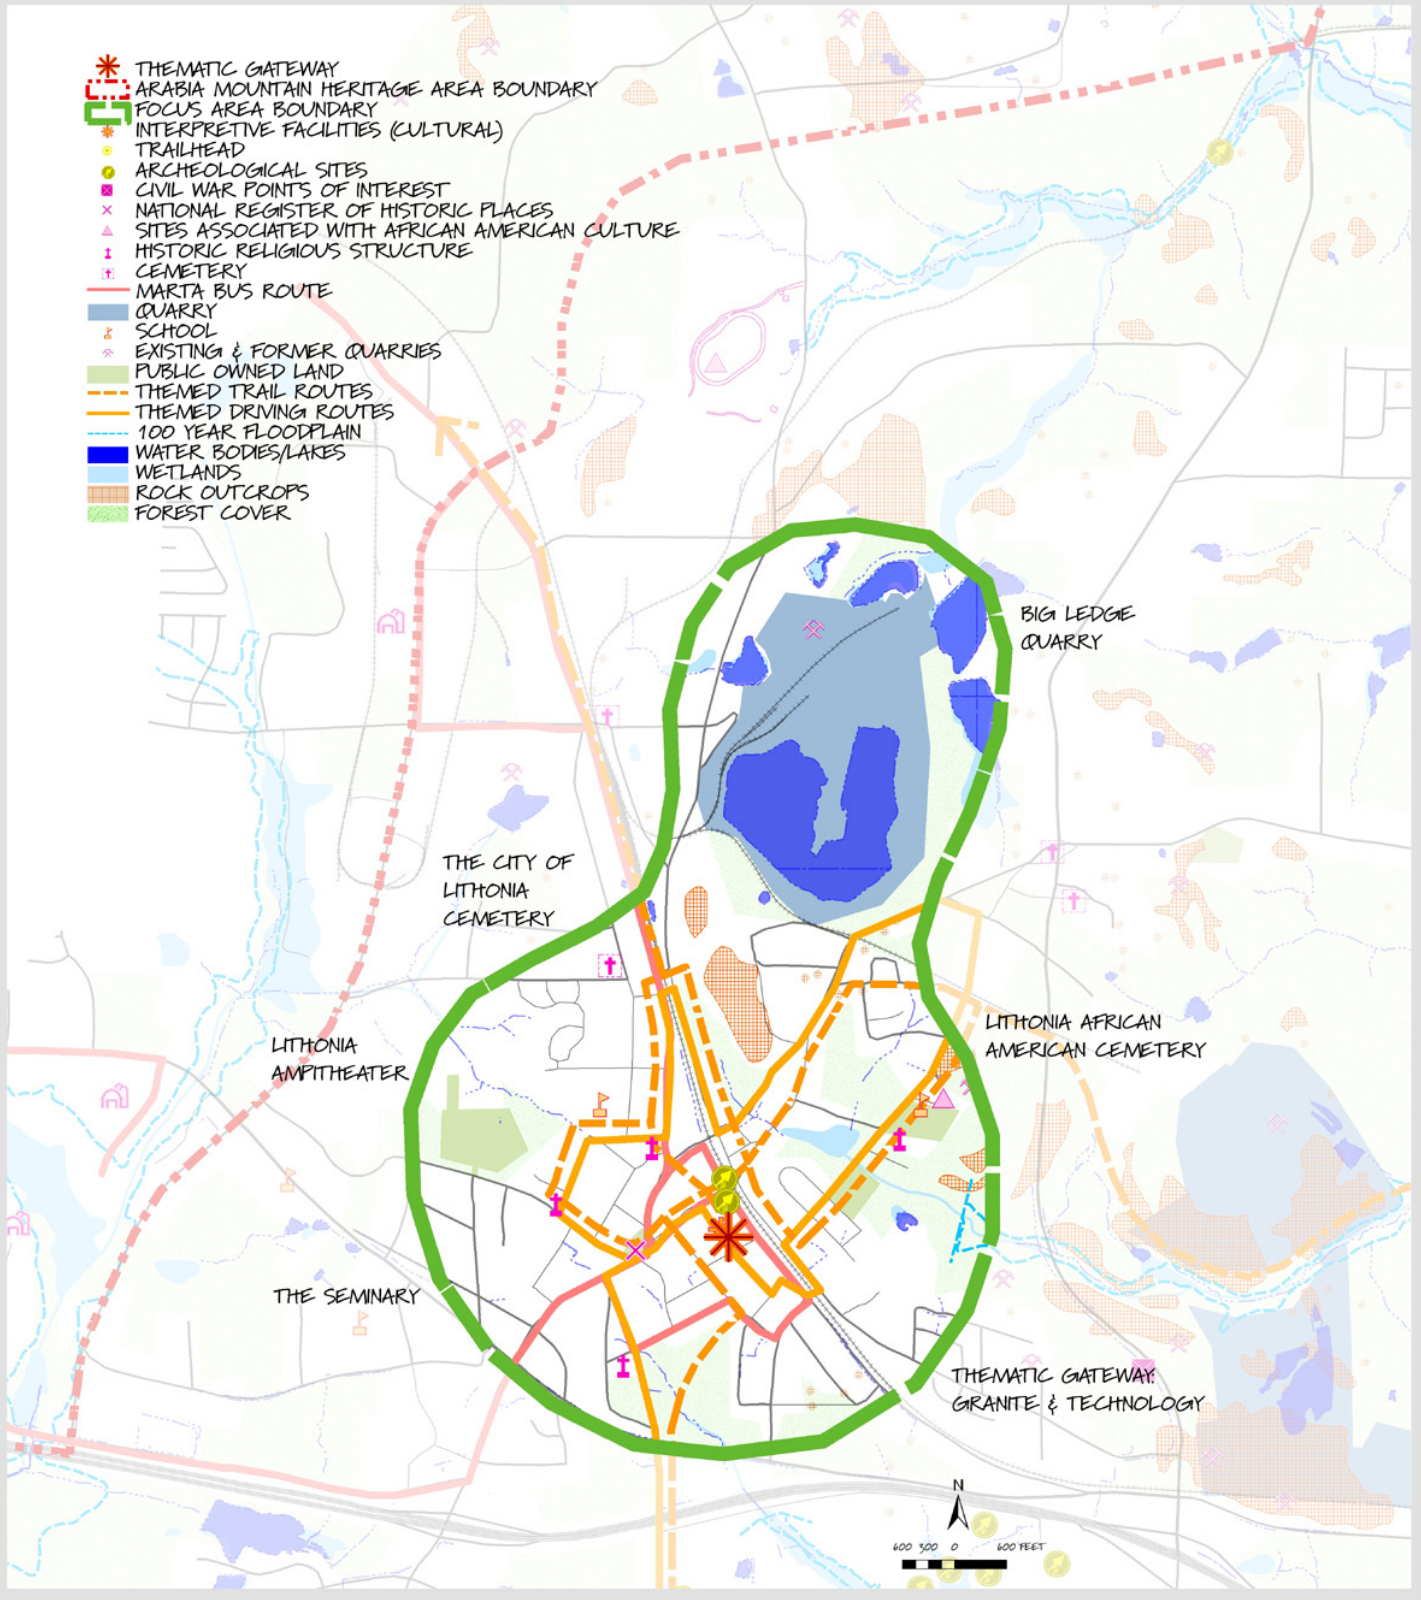 THEMATIC GATEWAY
ARABIA MOUNTAIN HERITAGE AREA BOUNDARY
FOCUS AREA BOUNDARY
INTERPRETIVE FACILITIES (CULTURAL)
TRAILHEAD
ARCHEOLOGICAL SITES
CIVIL WAR POINTS OF INTEREST
NATIONAL REGISTER OF HISTORIC PLACES
SITES ASSOCIATED WITH AFRICAN AMERICAN CULTURE
HISTORIC RELIGIOUS STRUCTURE
CEMETERY
MARTA BUS ROUTE
QUARRY
SCHOOL
EXISTING & FORMER QUARRIES
PUBLIC OWNED LAND
THEMED TRAIL ROUTES
THEMED DRIVING ROUTES
100 YEAR FLOODPLAIN
WATER BODIES/LAKES
WETLANDS
ROCK OUTCROPS
FOREST COVER
BIG LEDGE
QUARRY
THE CITY OF
LITHONIA
CEMETERY
LITHONIA
AMPITHEATER
LITHONIA AFRICAN
AMERICAN CEMETERY
THE SEMINARY
THEMATIC GATEWAY:
GRANITE & TECHNOLOGY
N
600 300 0 600 FEET